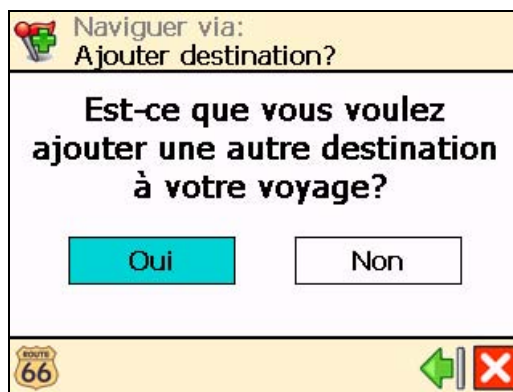 Naviguer via:
Ajouter destination?
Est-ce que vous voulez
ajouter une autre destination
à votre voyage?
Oui
Non
ROUTE
66